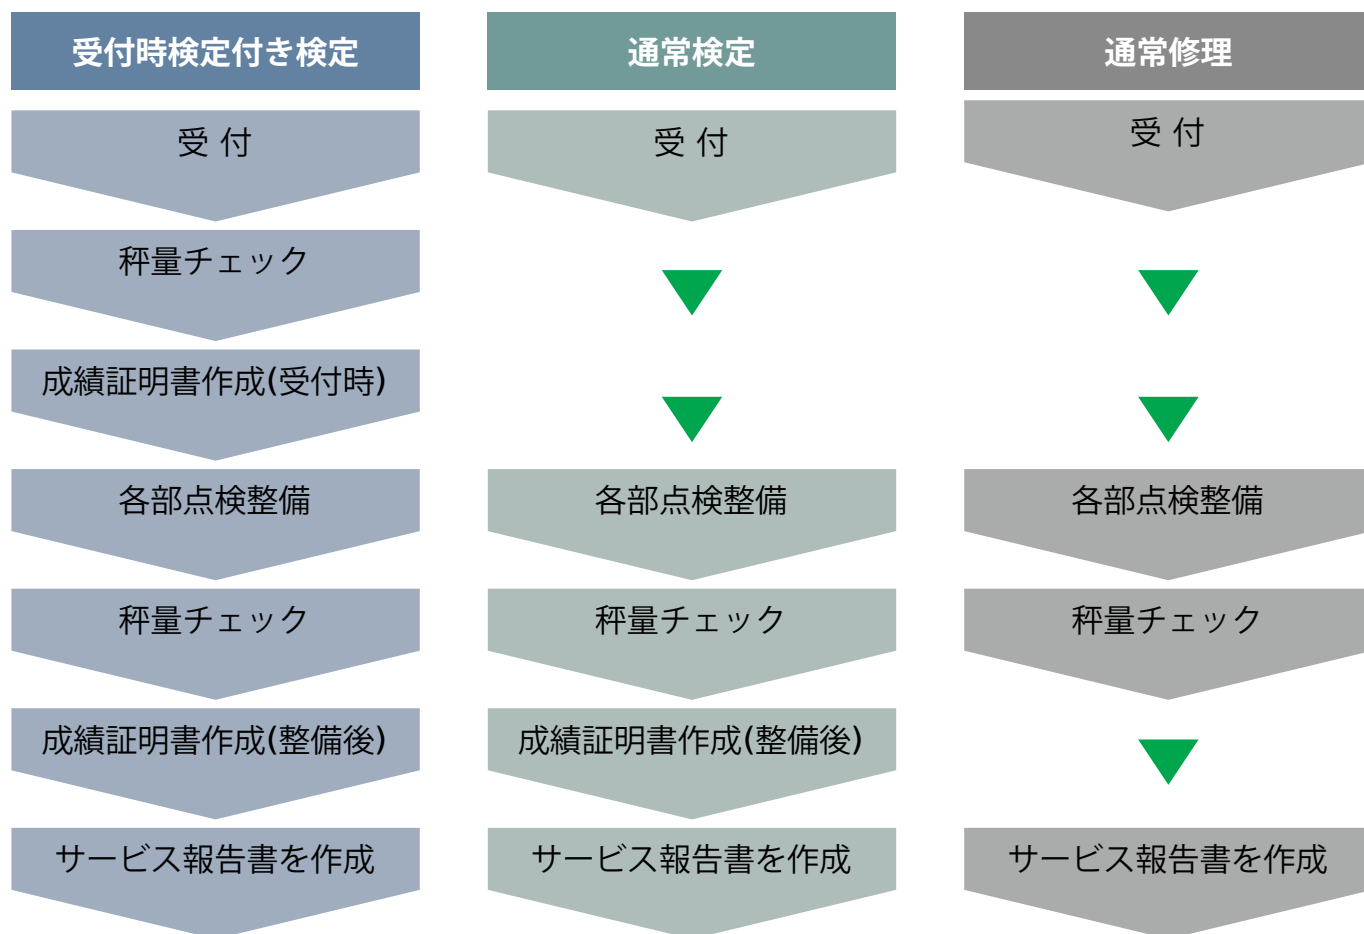 受付時検定付き検定
通常検定
通常修理
受 付
受 付
受 付
秤量チェック
成績証明書作成(受付時)
各部点検整備
各部点検整備
各部点検整備
秤量チェック
秤量チェック
秤量チェック
成績証明書作成(整備後)
成績証明書作成(整備後)
サービス報告書を作成
サービス報告書を作成
サービス報告書を作成